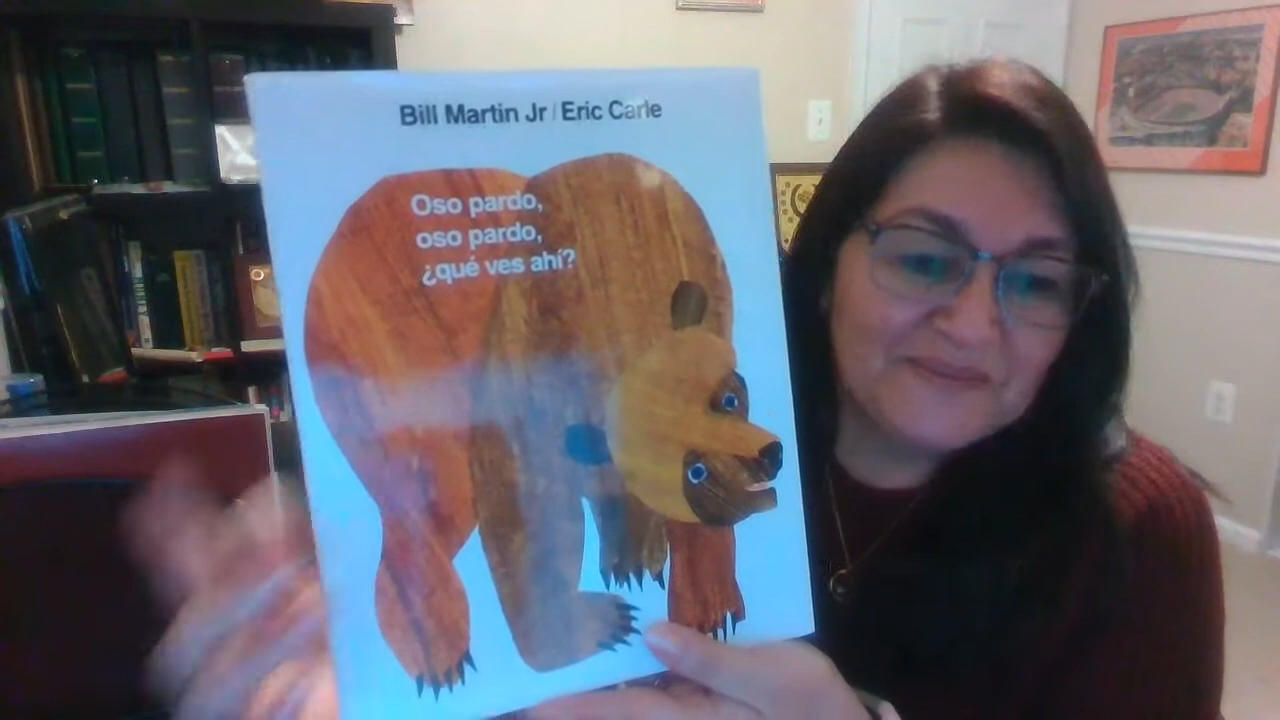 Bill Martin Jr / Eric Carle
Oso pardo,
oso pardo,
¿qué ves ahí?